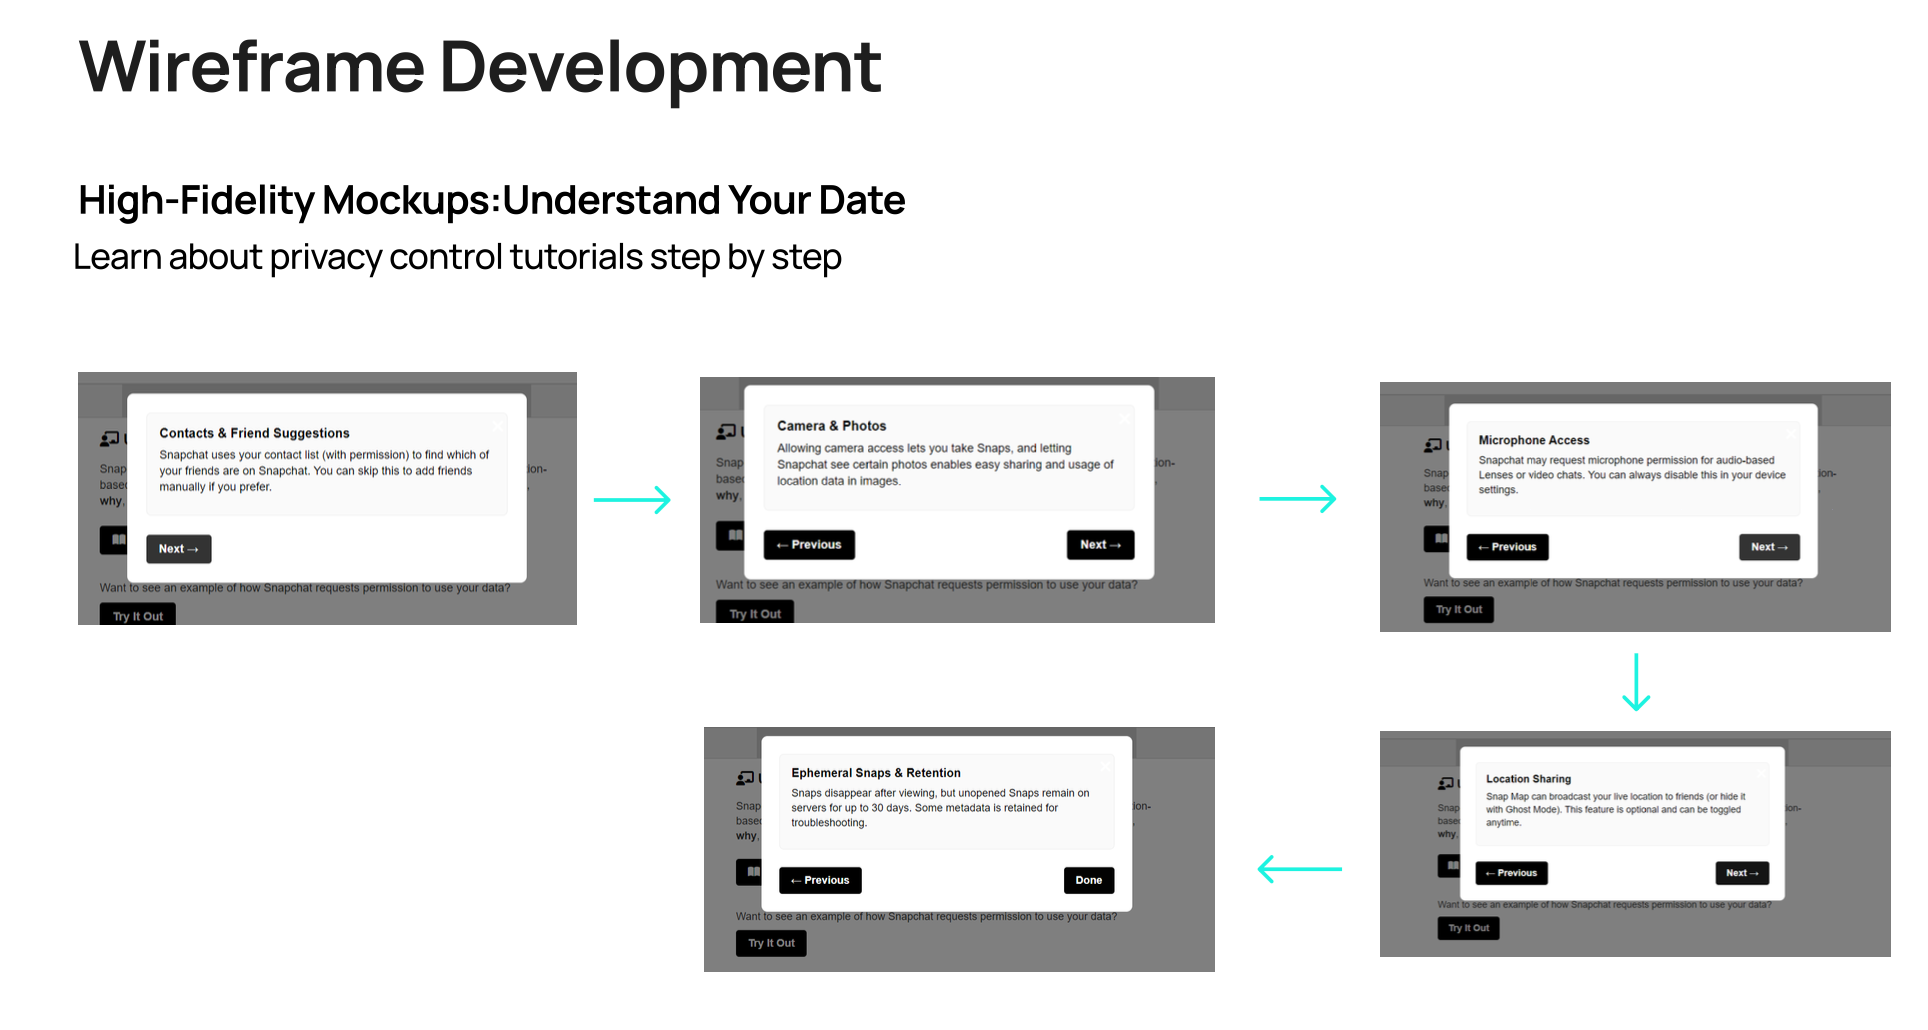 Wireframe Development
High-Fidelity Mockups:Understand Your Date
Learn about privacy control tutorials step by step
Contacts & Friend Suggestions
Snapchat uses your contact list (with permission) to find which of
your friends are on Snapchat. You can skip this to add friends
manually if you prefer.
Next →
Snap
ion-
based
why,
Want to see an example of how Snapchat requests permission to use your data?
Try It Out
Camera & Photos
Allowing camera access lets you take Snaps, and letting
Snapchat see certain photos enables easy sharing and usage of
location data in images.
← Previous
Next →
Snap
ion-
based
why,
Want to see an example of how Snapchat requests permission to use your data?
Try It Out
Microphone Access
Snapchat may request microphone permission for audio-based
Lenses or video chats. You can always disable this in your device
settings.
← Previous
Next →
Snap
ion-
based
why,
Want to see an example of how Snapchat requests permission to use your data?
Try It Out
Location Sharing
Snap Map can broadcast your live location to friends (or hide it
with Ghost Mode). This feature is optional and can be toggled
anytime.
← Previous
Next →
Snap
ion-
based
why,
Want to see an example of how Snapchat requests permission to use your data?
Try It Out
Ephemeral Snaps & Retention
Snaps disappear after viewing, but unopened Snaps remain on
servers for up to 30 days. Some metadata is retained for
troubleshooting.
← Previous
Done
Snap
ion-
based
why,
Want to see an example of how Snapchat requests permission to use your data?
Try It Out